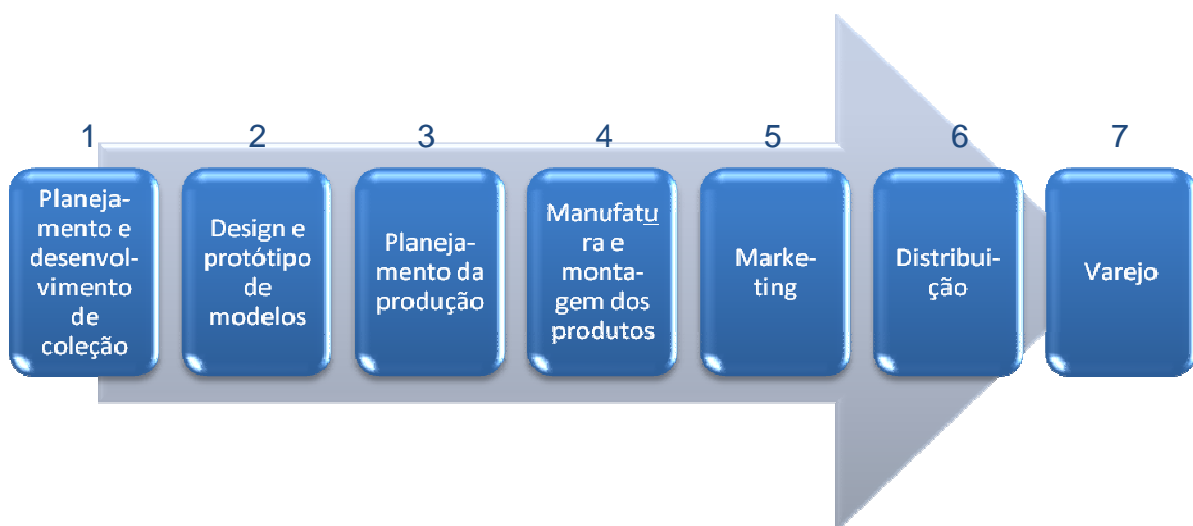 1
Planeja-
mento e
desenvol-
vimento
de
coleção
2
Design e
protótipo
de
modelos
3
Planeja-
mento da
produção
4
Manufatu
ra e
monta-
gem dos
produtos
5
Marke-
ting
6
Distribui-
ção
7
Varejo